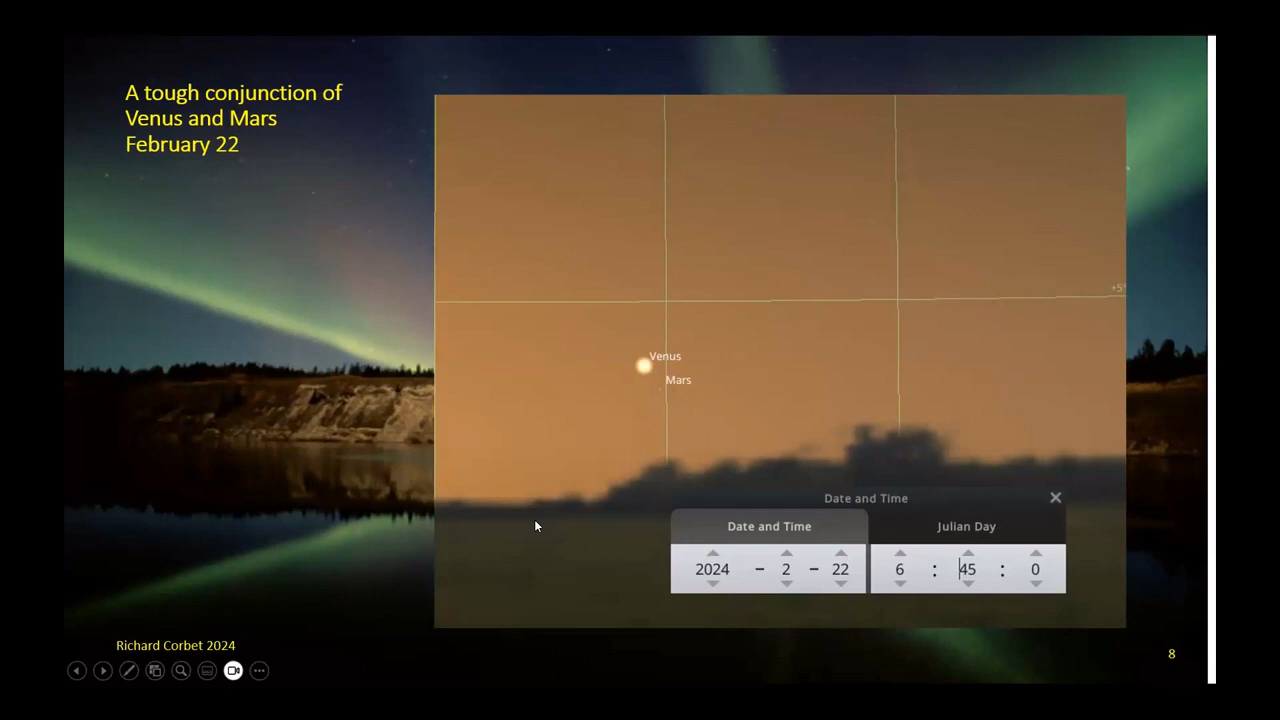 A tough conjunction of
Venus and Mars
February 22
+5°
Venus
Mars
Date and Time
Date and Time
Julian Day
2024 - 2 - 22
6 : 45 : 0
Richard Corbet 2024
8